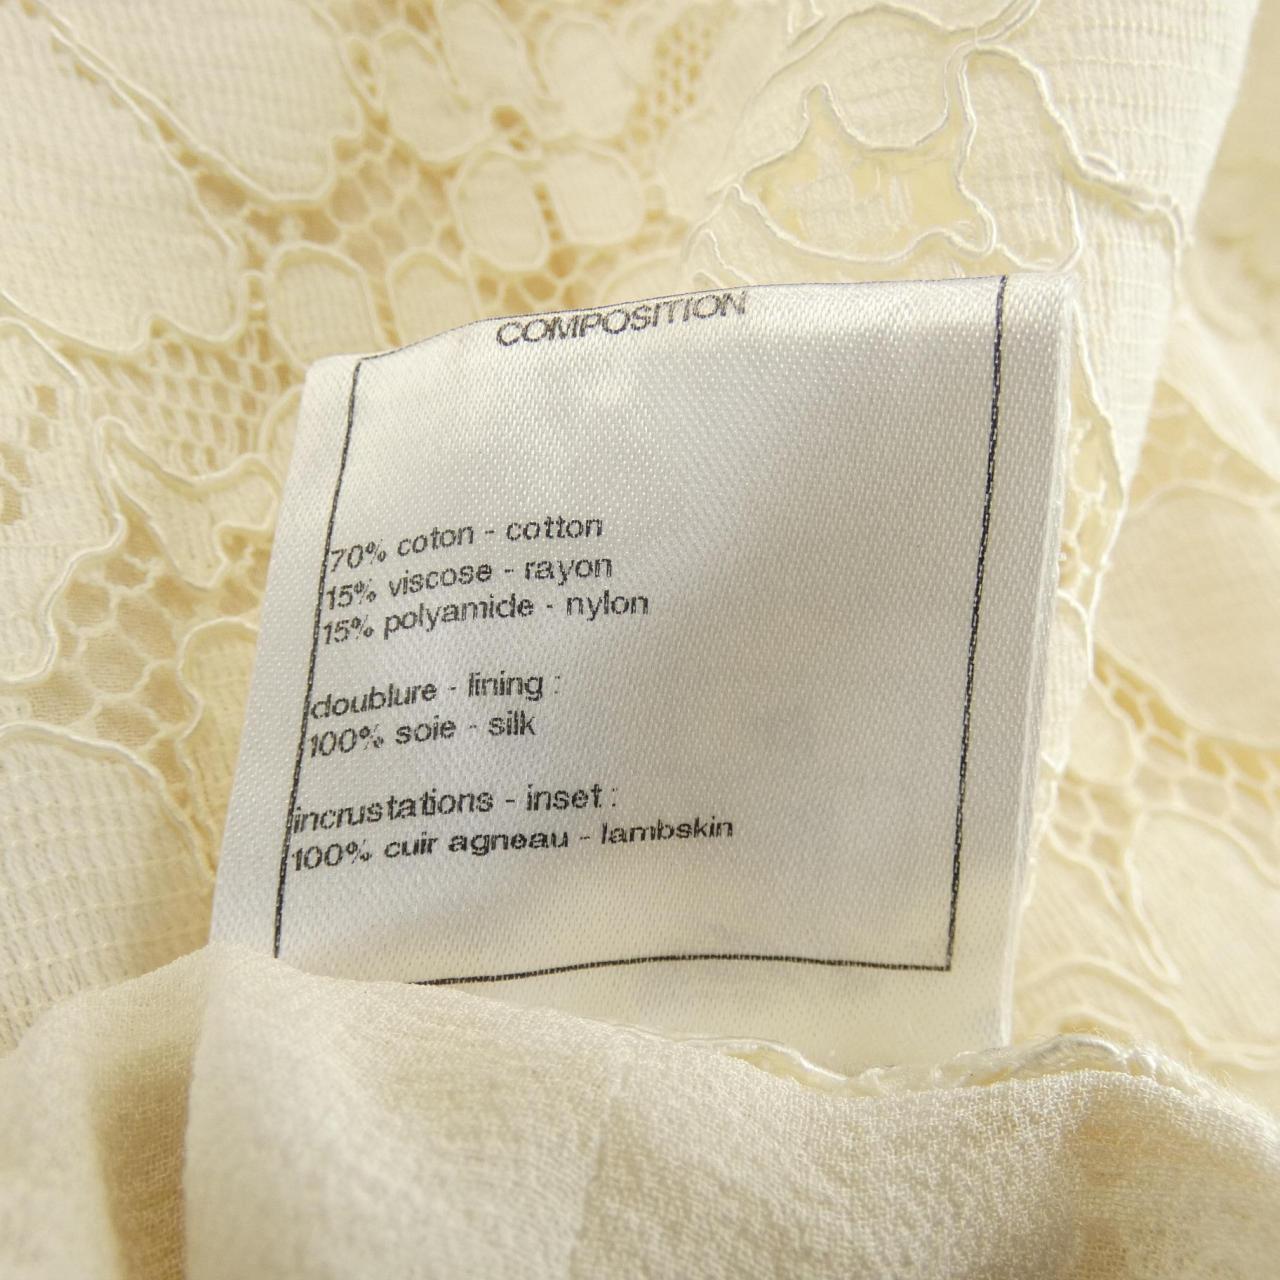 COMPOSITION
70% coton - cotton
15% viscose - rayon
15% polyamide - nylon
doublure - lining :
100% soie - silk
incrustations - inset :
100% cuir agneau - lambskin